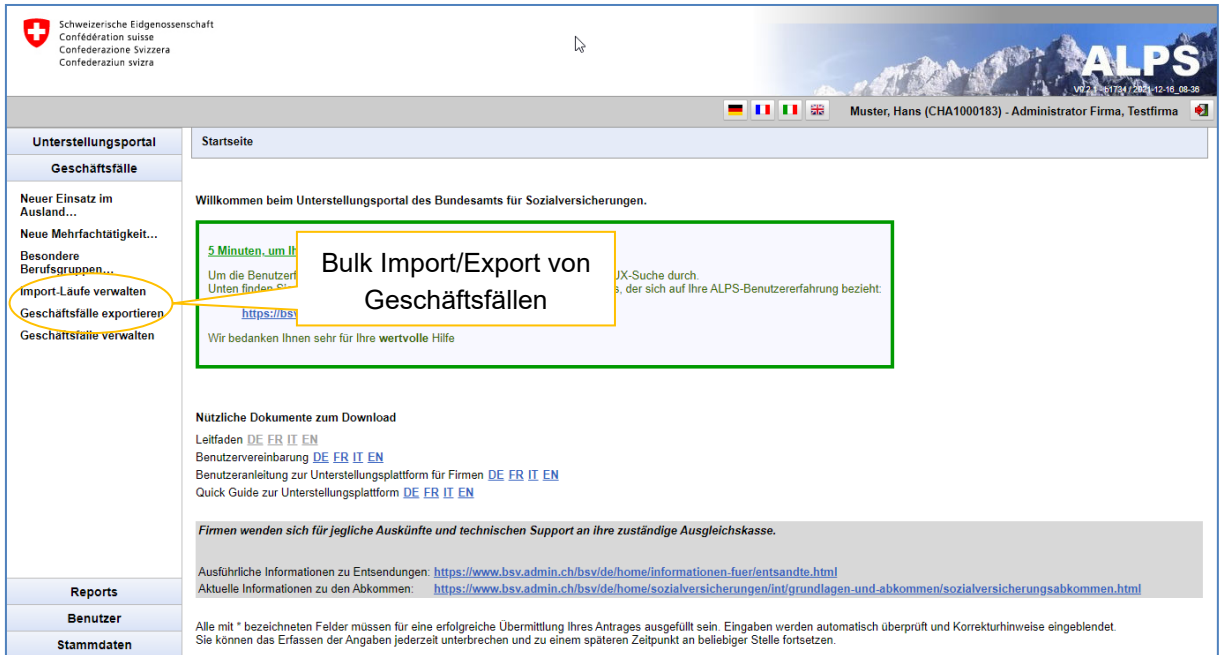 Schweizerische Eidgenossenschaft
Confédération suisse
Confederazione Svizzera
Confederaziun svizra
ALPS
Muster, Hans (CHA1000183) - Administrator Firma, Testfirma
Unterstellungsportal
Startseite
Geschäftsfälle
Neuer Einsatz im
Ausland...
Neue Mehrfachtätigkeit...
Besondere
Berufsgruppen...
Import-Läufe verwalten
Geschäftsfälle exportieren
Geschäftsfälle verwalten
Willkommen beim Unterstellungsportal des Bundesamts für Sozialversicherungen.
5 Minuten, um
Um die
UX-Suche durch.
Unten finden
der sich auf Ihre ALPS-Benutzererfahrung bezieht:
Wir bedanken Ihnen sehr für Ihre wertvolle Hilfe
Bulk Import/Export von
Geschäftsfällen
Nützliche Dokumente zum Download
Leitfaden DE FR IT EN
Benutzervereinbarung DE FR IT EN
Benutzeranleitung zur Unterstellungsplattform für Firmen DE FR IT EN
Quick Guide zur Unterstellungsplattform DE FR IT EN
Firmen wenden sich für jegliche Auskünfte und technischen Support an ihre zuständige Ausgleichskasse.
Ausführliche Informationen zu Entsendungen: https://www.bsv.admin.ch/bsv/de/home/informationen-fuer/entsandte.html
Aktuelle Informationen zu den Abkommen: https://www.bsv.admin.ch/bsv/de/home/sozialversicherungen/int/grundlagen-und-abkommen/sozialversicherungsabkommen.html
Alle mit * bezeichneten Felder müssen für eine erfolgreiche Übermittlung Ihres Antrages ausgefüllt sein. Eingaben werden automatisch überprüft und Korrekturhinweise eingeblendet.
Sie können das Erfassen der Angaben jederzeit unterbrechen und zu einem späteren Zeitpunkt an beliebiger Stelle fortsetzen.
Reports
Benutzer
Stammdaten